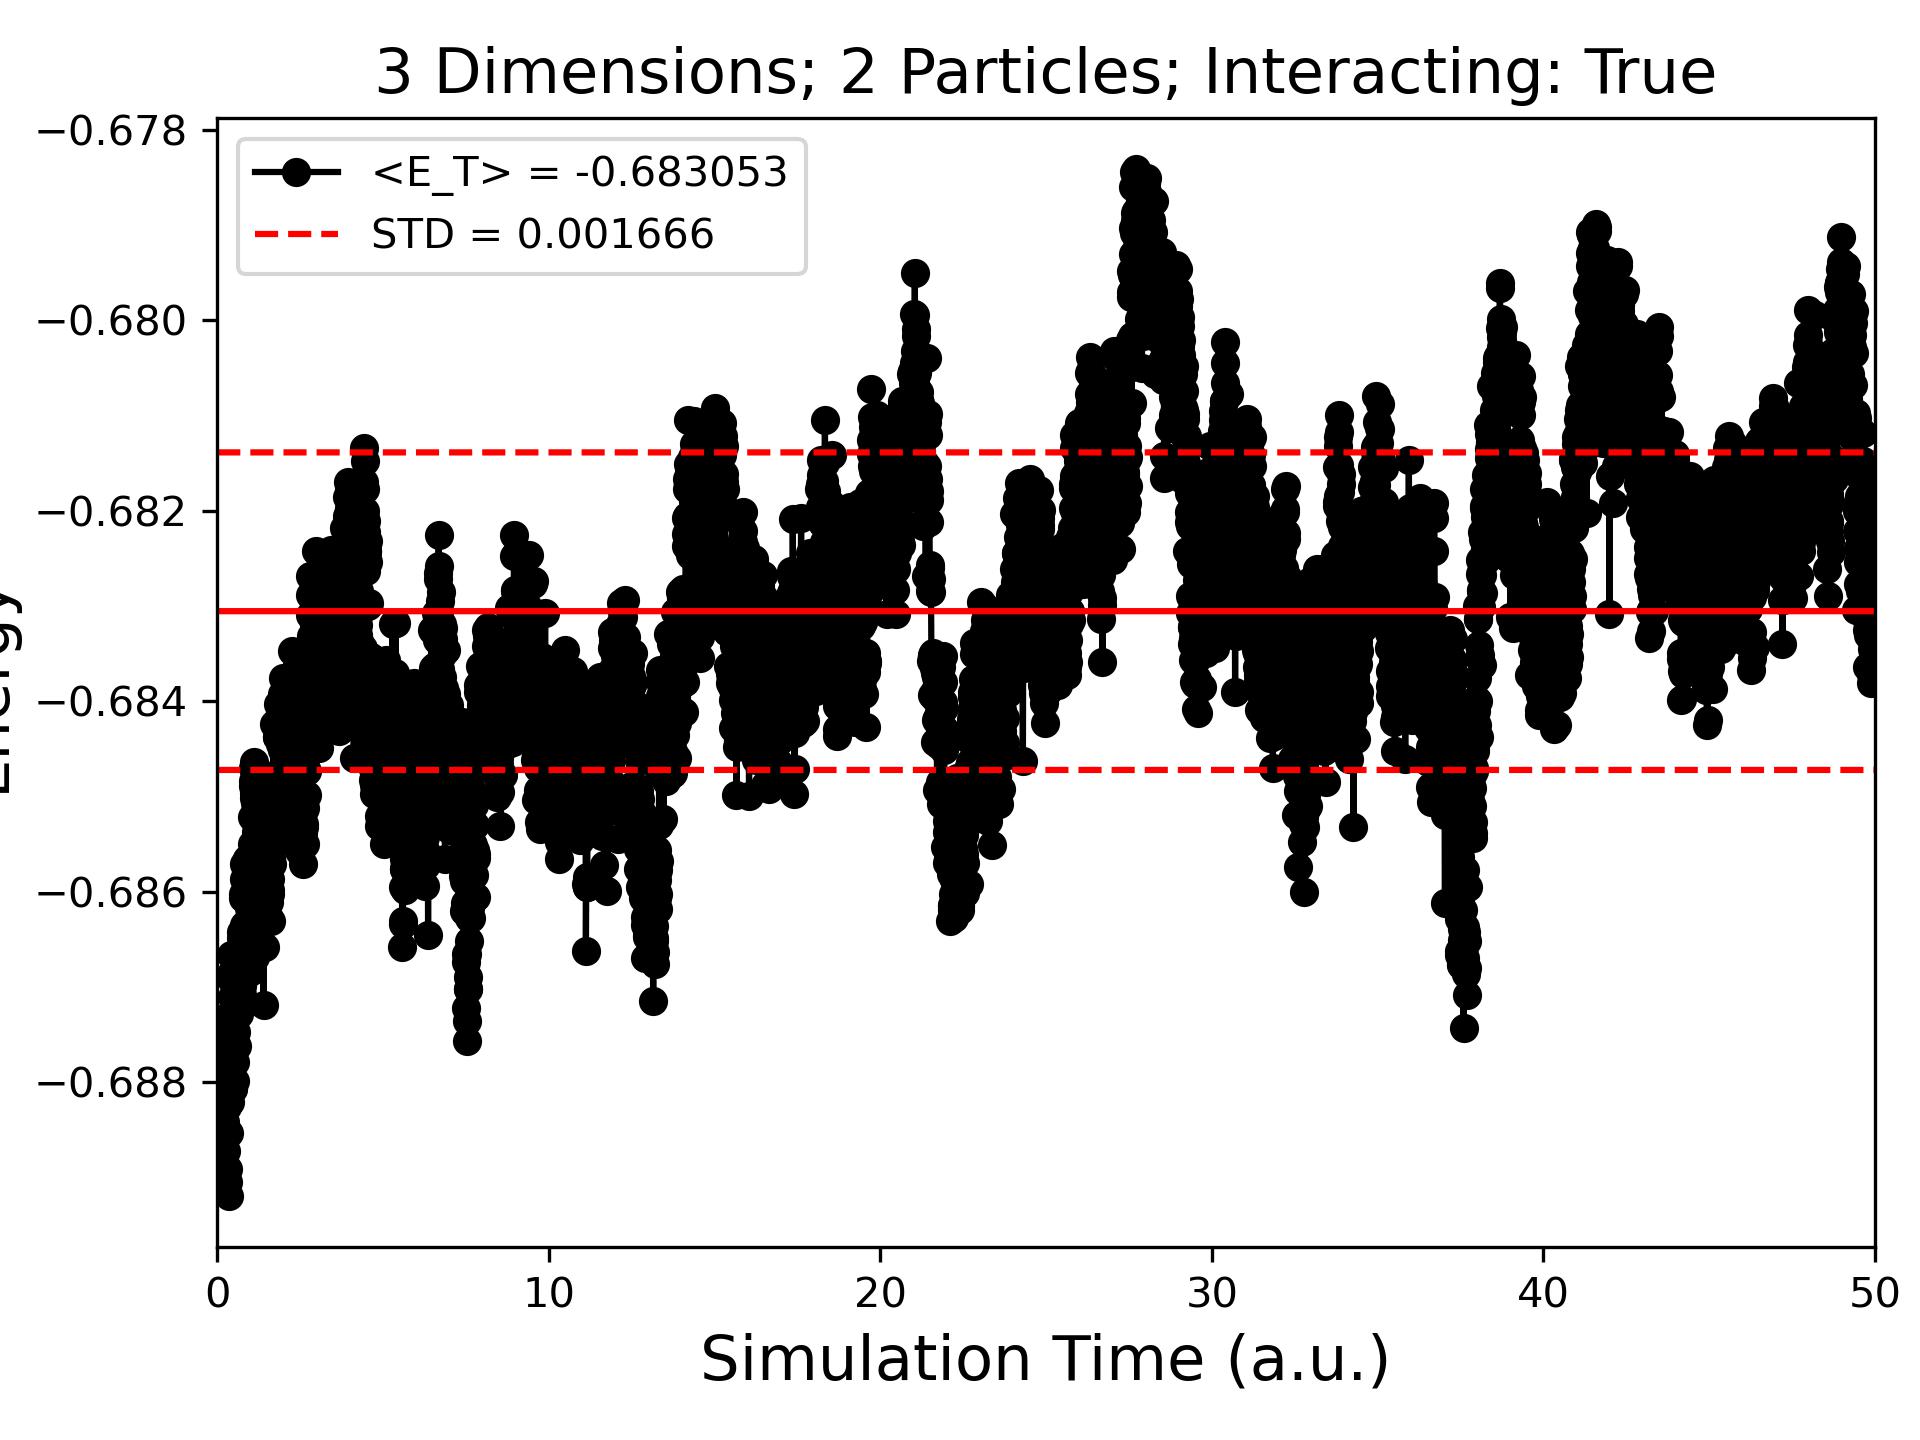 3 Dimensions; 2 Particles; Interacting: True
<E_T> = -0.683053
STD = 0.001666
−0.678
−0.680
−0.682
−0.684
−0.686
−0.688
Energy
0 10 20 30 40 50
Simulation Time (a.u.)